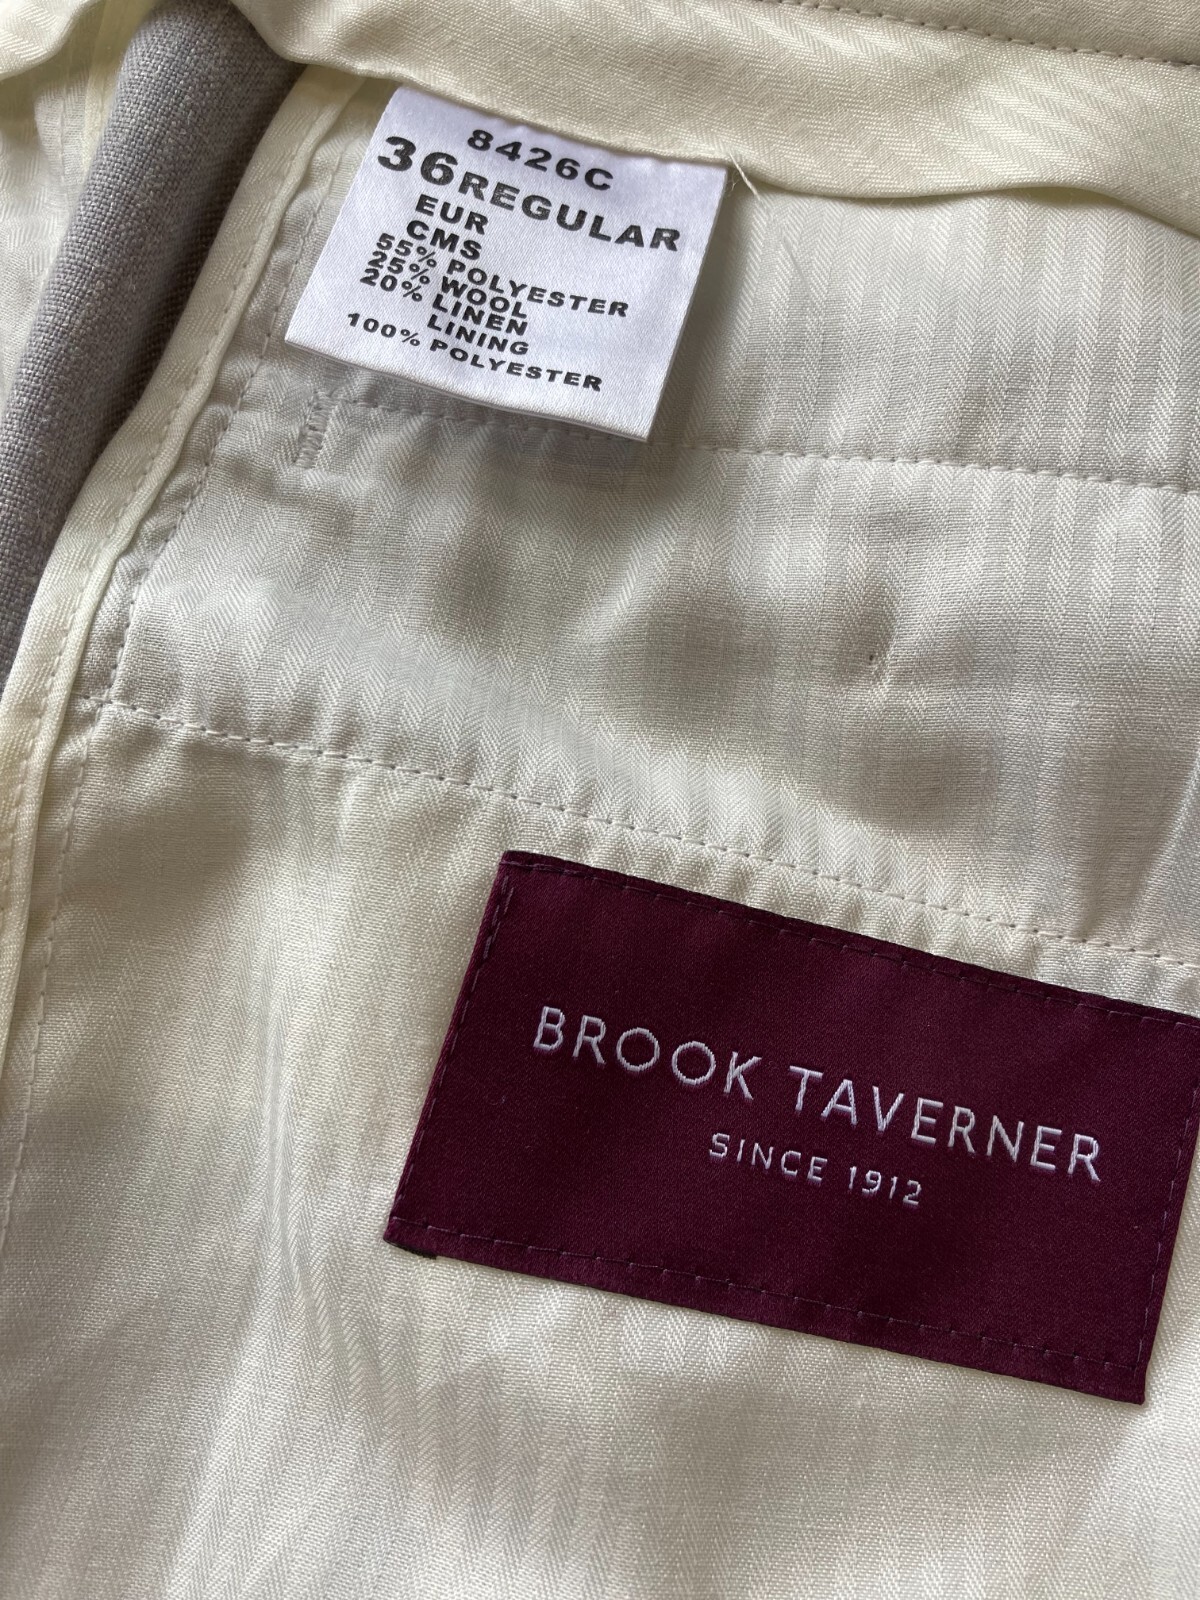 8426C
36REGULAR
EUR
CMS
55% POLYESTER
25% WOOL
20% LINEN
LINING
100% POLYESTER
BROOK TAVERNER
SINCE 1912